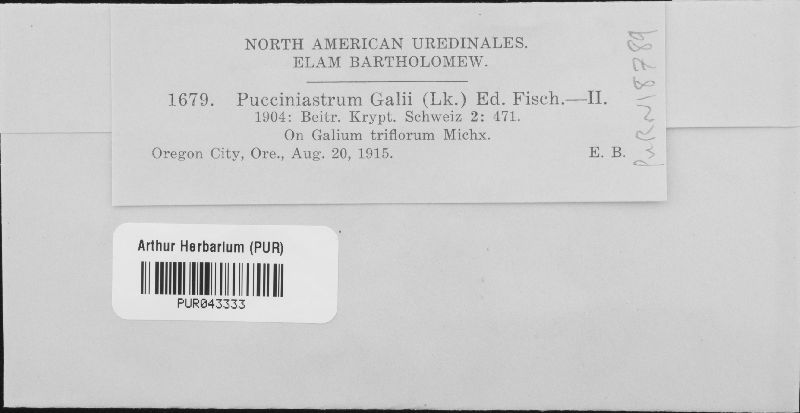 NORTH AMERICAN UREDINALES.
ELAM BARTHOLOMEW.
1679. Pucciniastrum Galii (Lk.) Ed. Fisch.—II.
1904: Beitr. Krypt. Schweiz 2: 471.
On Galium triflorum Michx.
Oregon City, Ore., Aug. 20, 1915. E. B.
PURN18789
Arthur Herbarium (PUR)
PUR043333